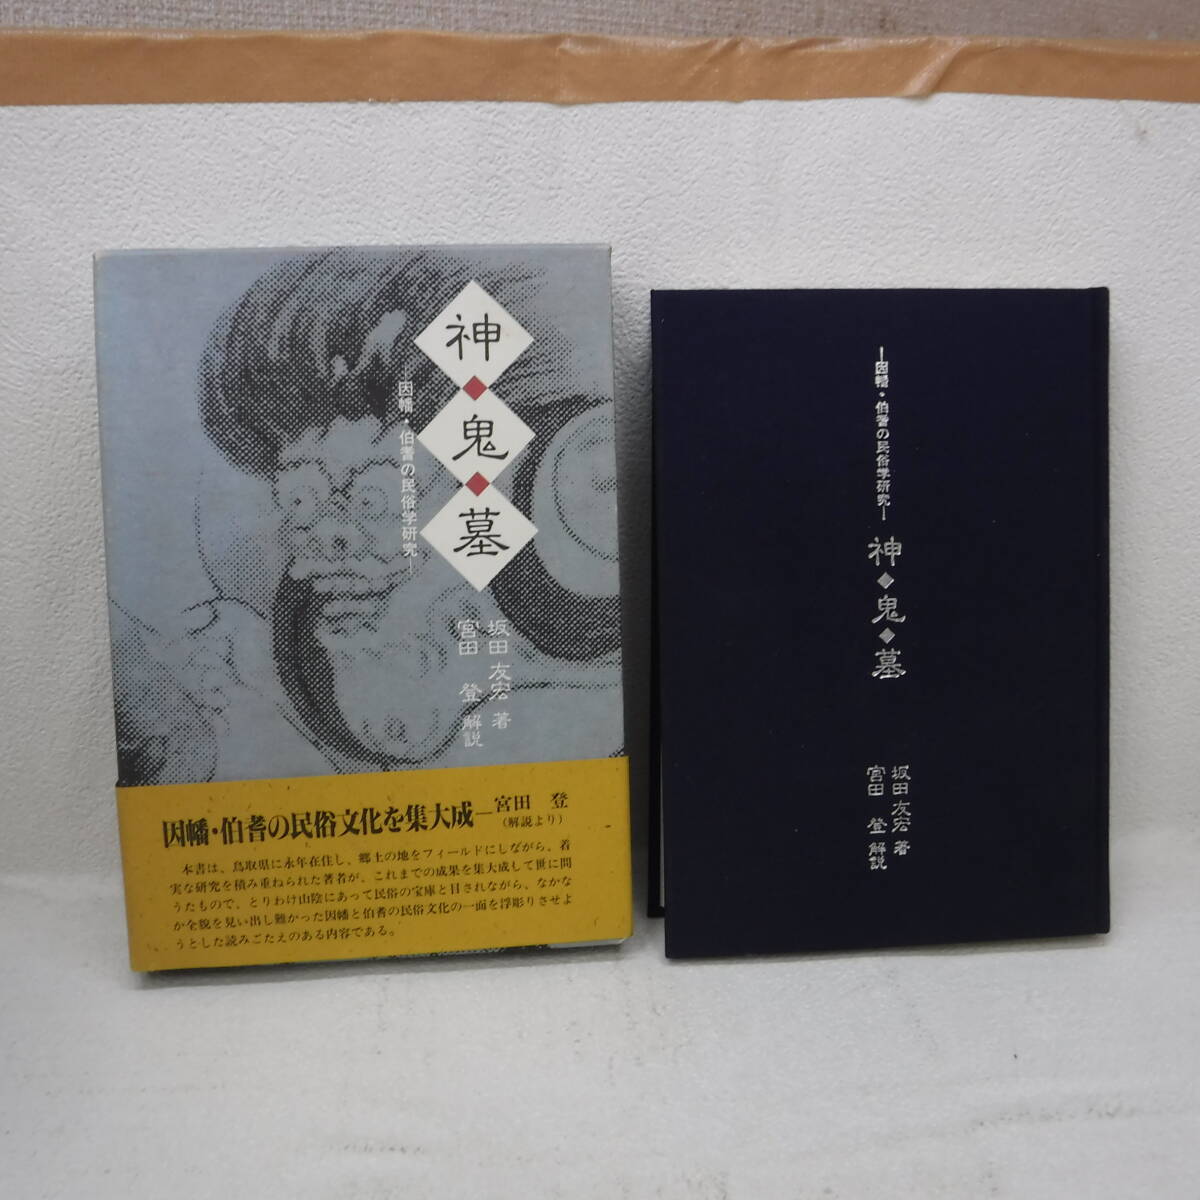 神◆鬼◆墓
因幡・伯耆の民俗学研究―
坂田友宏 著
宮田 登 解説
因幡・伯耆の民俗文化を集大成―宮田 登
(解説より)
本書は、鳥取県に永年在住し、郷土の地をフィールドにしながら、着
実な研究を積み重ねられた著者が、これまでの成果を集大成して世に問
うたもので、とりわけ山陰にあって民俗の宝庫と目されながら、なかな
か全貌を見い出し難かった因幡と伯耆の民俗文化の一面を浮彫りさせよ
うとした読みごたえのある内容である。
―因幡・伯耆の民俗学研究―
神◆鬼◆墓
坂田友宏 著
宮田 登 解説